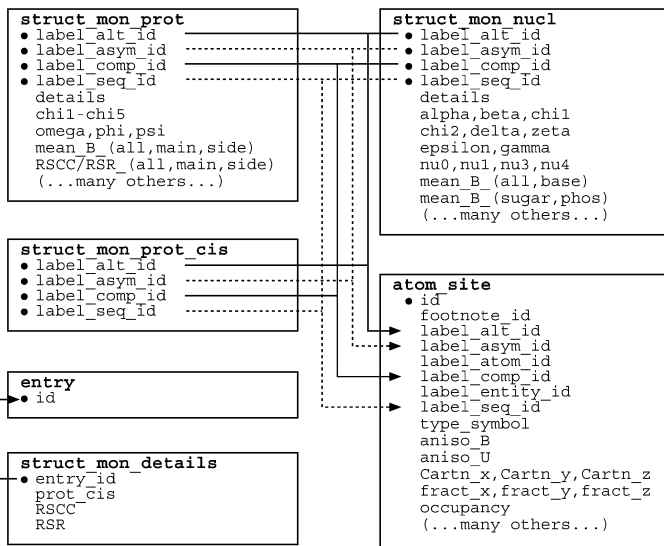 struct_mon_prot
● label_alt_id
● label_asym_id
● label_comp_id
● label_seq_id
details
chi1-chi5
omega,phi,psi
mean_B_(all,main,side)
RSCC/RSR_(all,main,side)
(...many others...)
struct_mon_prot_cis
● label_alt_id
● label_asym_id
● label_comp_id
● label_seq_id
entry
● id
struct_mon_details
● entry_id
prot_cis
RSCC
RSR
struct_mon_nucl
● label_alt_id
● label_asym_id
● label_comp_id
● label_seq_id
details
alpha,beta,chi1
chi2,delta,zeta
epsilon,gamma
nu0,nu1,nu3,nu4
mean_B_(all,base)
mean_B_(sugar,phos)
(...many others...)
atom_site
● id
footnote_id
label_alt_id
label_asym_id
label_atom_id
label_comp_id
label_entity_id
label_seq_id
type_symbol
aniso_B
aniso_U
Cartn_x,Cartn_y,Cartn_z
fract_x,fract_y,fract_z
occupancy
(...many others...)